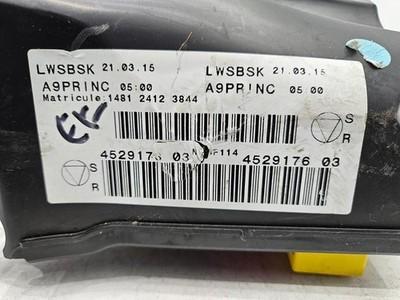 LWSBSK 21.03.15 LWSBSK 21.03.15
A9PRINC 05:00 A9PRINC 05:00
Matricule:1481 2412 3844
S S
R R
4529176 03 4529176 03